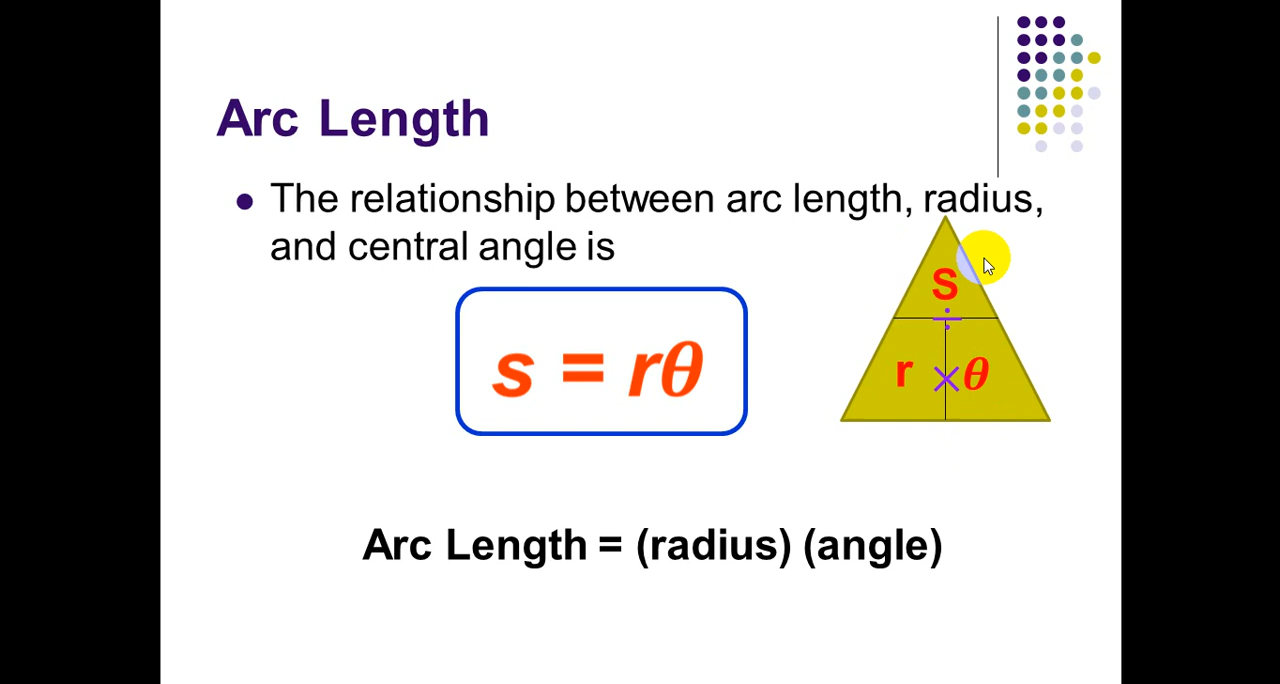 Arc Length
• The relationship between arc length, radius,
and central angle is
s = rθ
S
÷
r × θ
Arc Length = (radius) (angle)